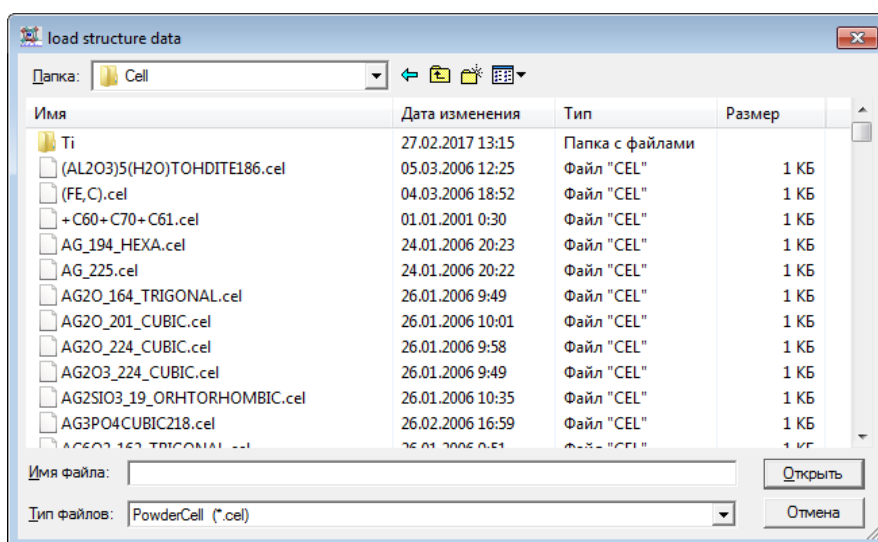 load structure data
Папка: Cell
Имя Дата изменения Тип Размер
Ti 27.02.2017 13:15 Папка с файлами
(AL2O3)5(H2O)TOHDITE186.cel 05.03.2006 12:25 Файл "CEL" 1 КБ
(FE,C).cel 04.03.2006 18:52 Файл "CEL" 1 КБ
+C60+C70+C61.cel 01.01.2001 0:30 Файл "CEL" 1 КБ
AG_194_HEXA.cel 24.01.2006 20:23 Файл "CEL" 1 КБ
AG_225.cel 24.01.2006 20:22 Файл "CEL" 1 КБ
AG2O_164_TRIGONAL.cel 26.01.2006 9:49 Файл "CEL" 1 КБ
AG2O_201_CUBIC.cel 26.01.2006 10:01 Файл "CEL" 1 КБ
AG2O_224_CUBIC.cel 26.01.2006 9:58 Файл "CEL" 1 КБ
AG2O3_224_CUBIC.cel 26.01.2006 9:49 Файл "CEL" 1 КБ
AG2SIO3_19_ORHTORHOMBIC.cel 26.01.2006 10:35 Файл "CEL" 1 КБ
AG3PO4CUBIC218.cel 26.02.2006 16:59 Файл "CEL" 1 КБ
Имя файла: Открыть
Тип файлов: PowderCell (*.cel) Отмена